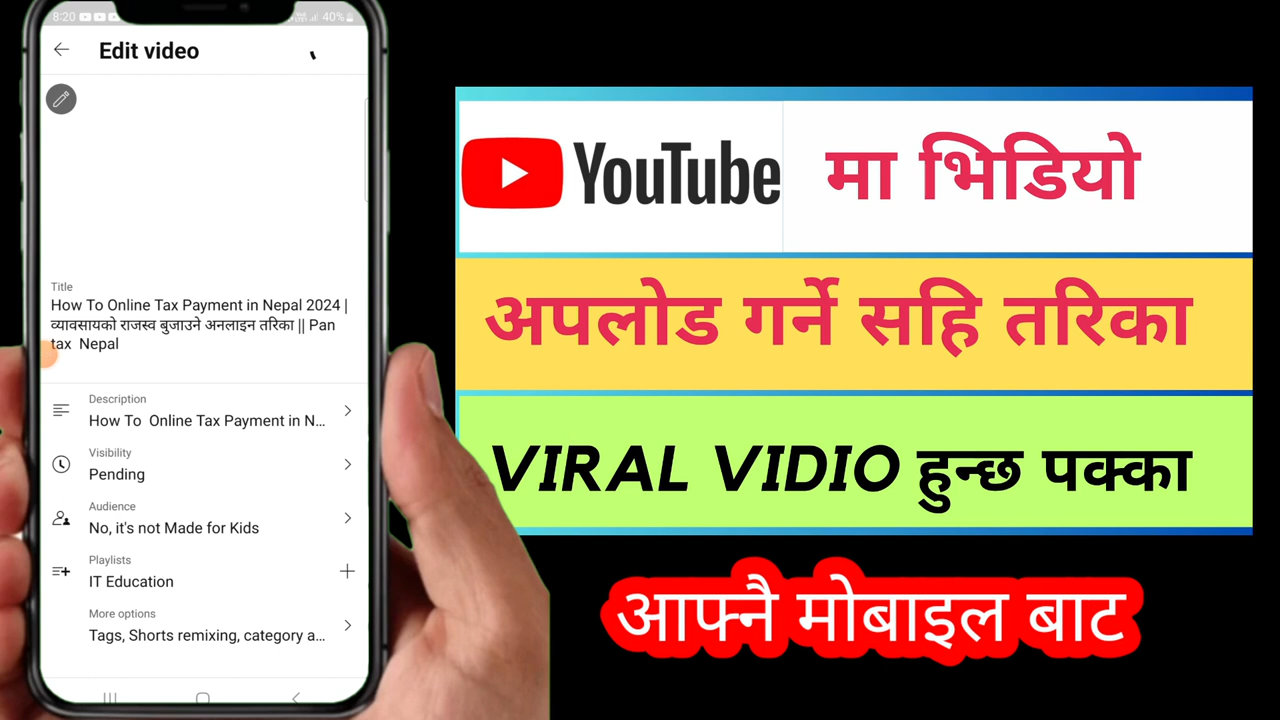 8:20
40%
Edit video
Title
How To Online Tax Payment in Nepal 2024 |
व्यावसायको राजस्व बुजाउने अनलाइन तरिका || Pan
tax Nepal
Description
How To Online Tax Payment in N...
Visibility
Pending
Audience
No, it's not Made for Kids
Playlists
IT Education
More options
Tags, Shorts remixing, category a...
YouTube मा भिडियो
अपलोड गर्ने सहि तरिका
VIRAL VIDIO हुन्छ पक्का
आफ्नै मोबाइल बाट